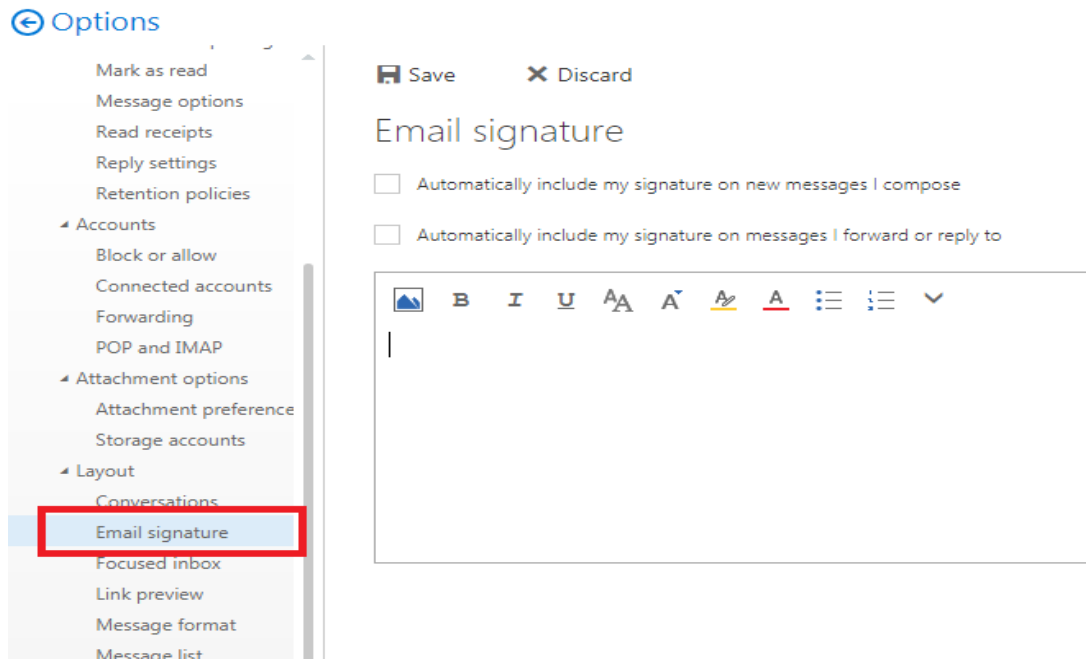 Options
Mark as read
Message options
Read receipts
Reply settings
Retention policies
Accounts
Block or allow
Connected accounts
Forwarding
POP and IMAP
Attachment options
Attachment preference
Storage accounts
Layout
Conversations
Email signature
Focused inbox
Link preview
Message format
Message list
Save Discard
Email signature
Automatically include my signature on new messages I compose
Automatically include my signature on messages I forward or reply to
B I U AA A A A